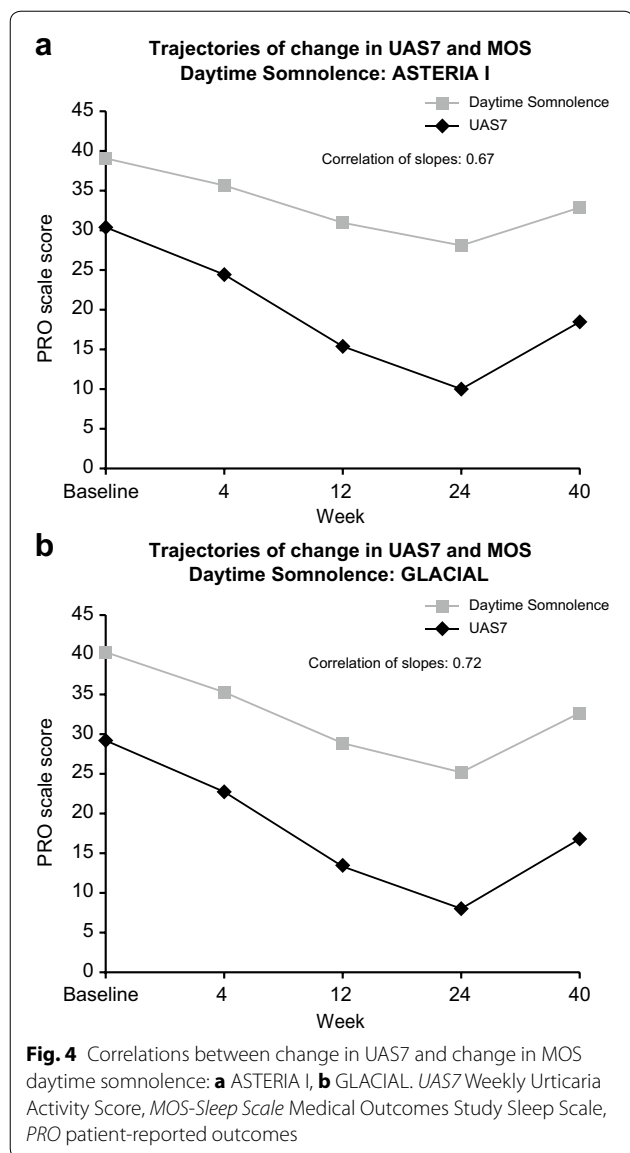 a
Trajectories of change in UAS7 and MOS
Daytime Somnolence: ASTERIA I
Daytime Somnolence
UAS7
Correlation of slopes: 0.67
45
40
35
30
25
20
15
10
5
0
PRO scale score
Baseline 4 12 24 40
Week
b
Trajectories of change in UAS7 and MOS
Daytime Somnolence: GLACIAL
Daytime Somnolence
UAS7
Correlation of slopes: 0.72
45
40
35
30
25
20
15
10
5
0
PRO scale score
Baseline 4 12 24 40
Week
Fig. 4 Correlations between change in UAS7 and change in MOS
daytime somnolence: a ASTERIA I, b GLACIAL. UAS7 Weekly Urticaria
Activity Score, MOS-Sleep Scale Medical Outcomes Study Sleep Scale,
PRO patient-reported outcomes